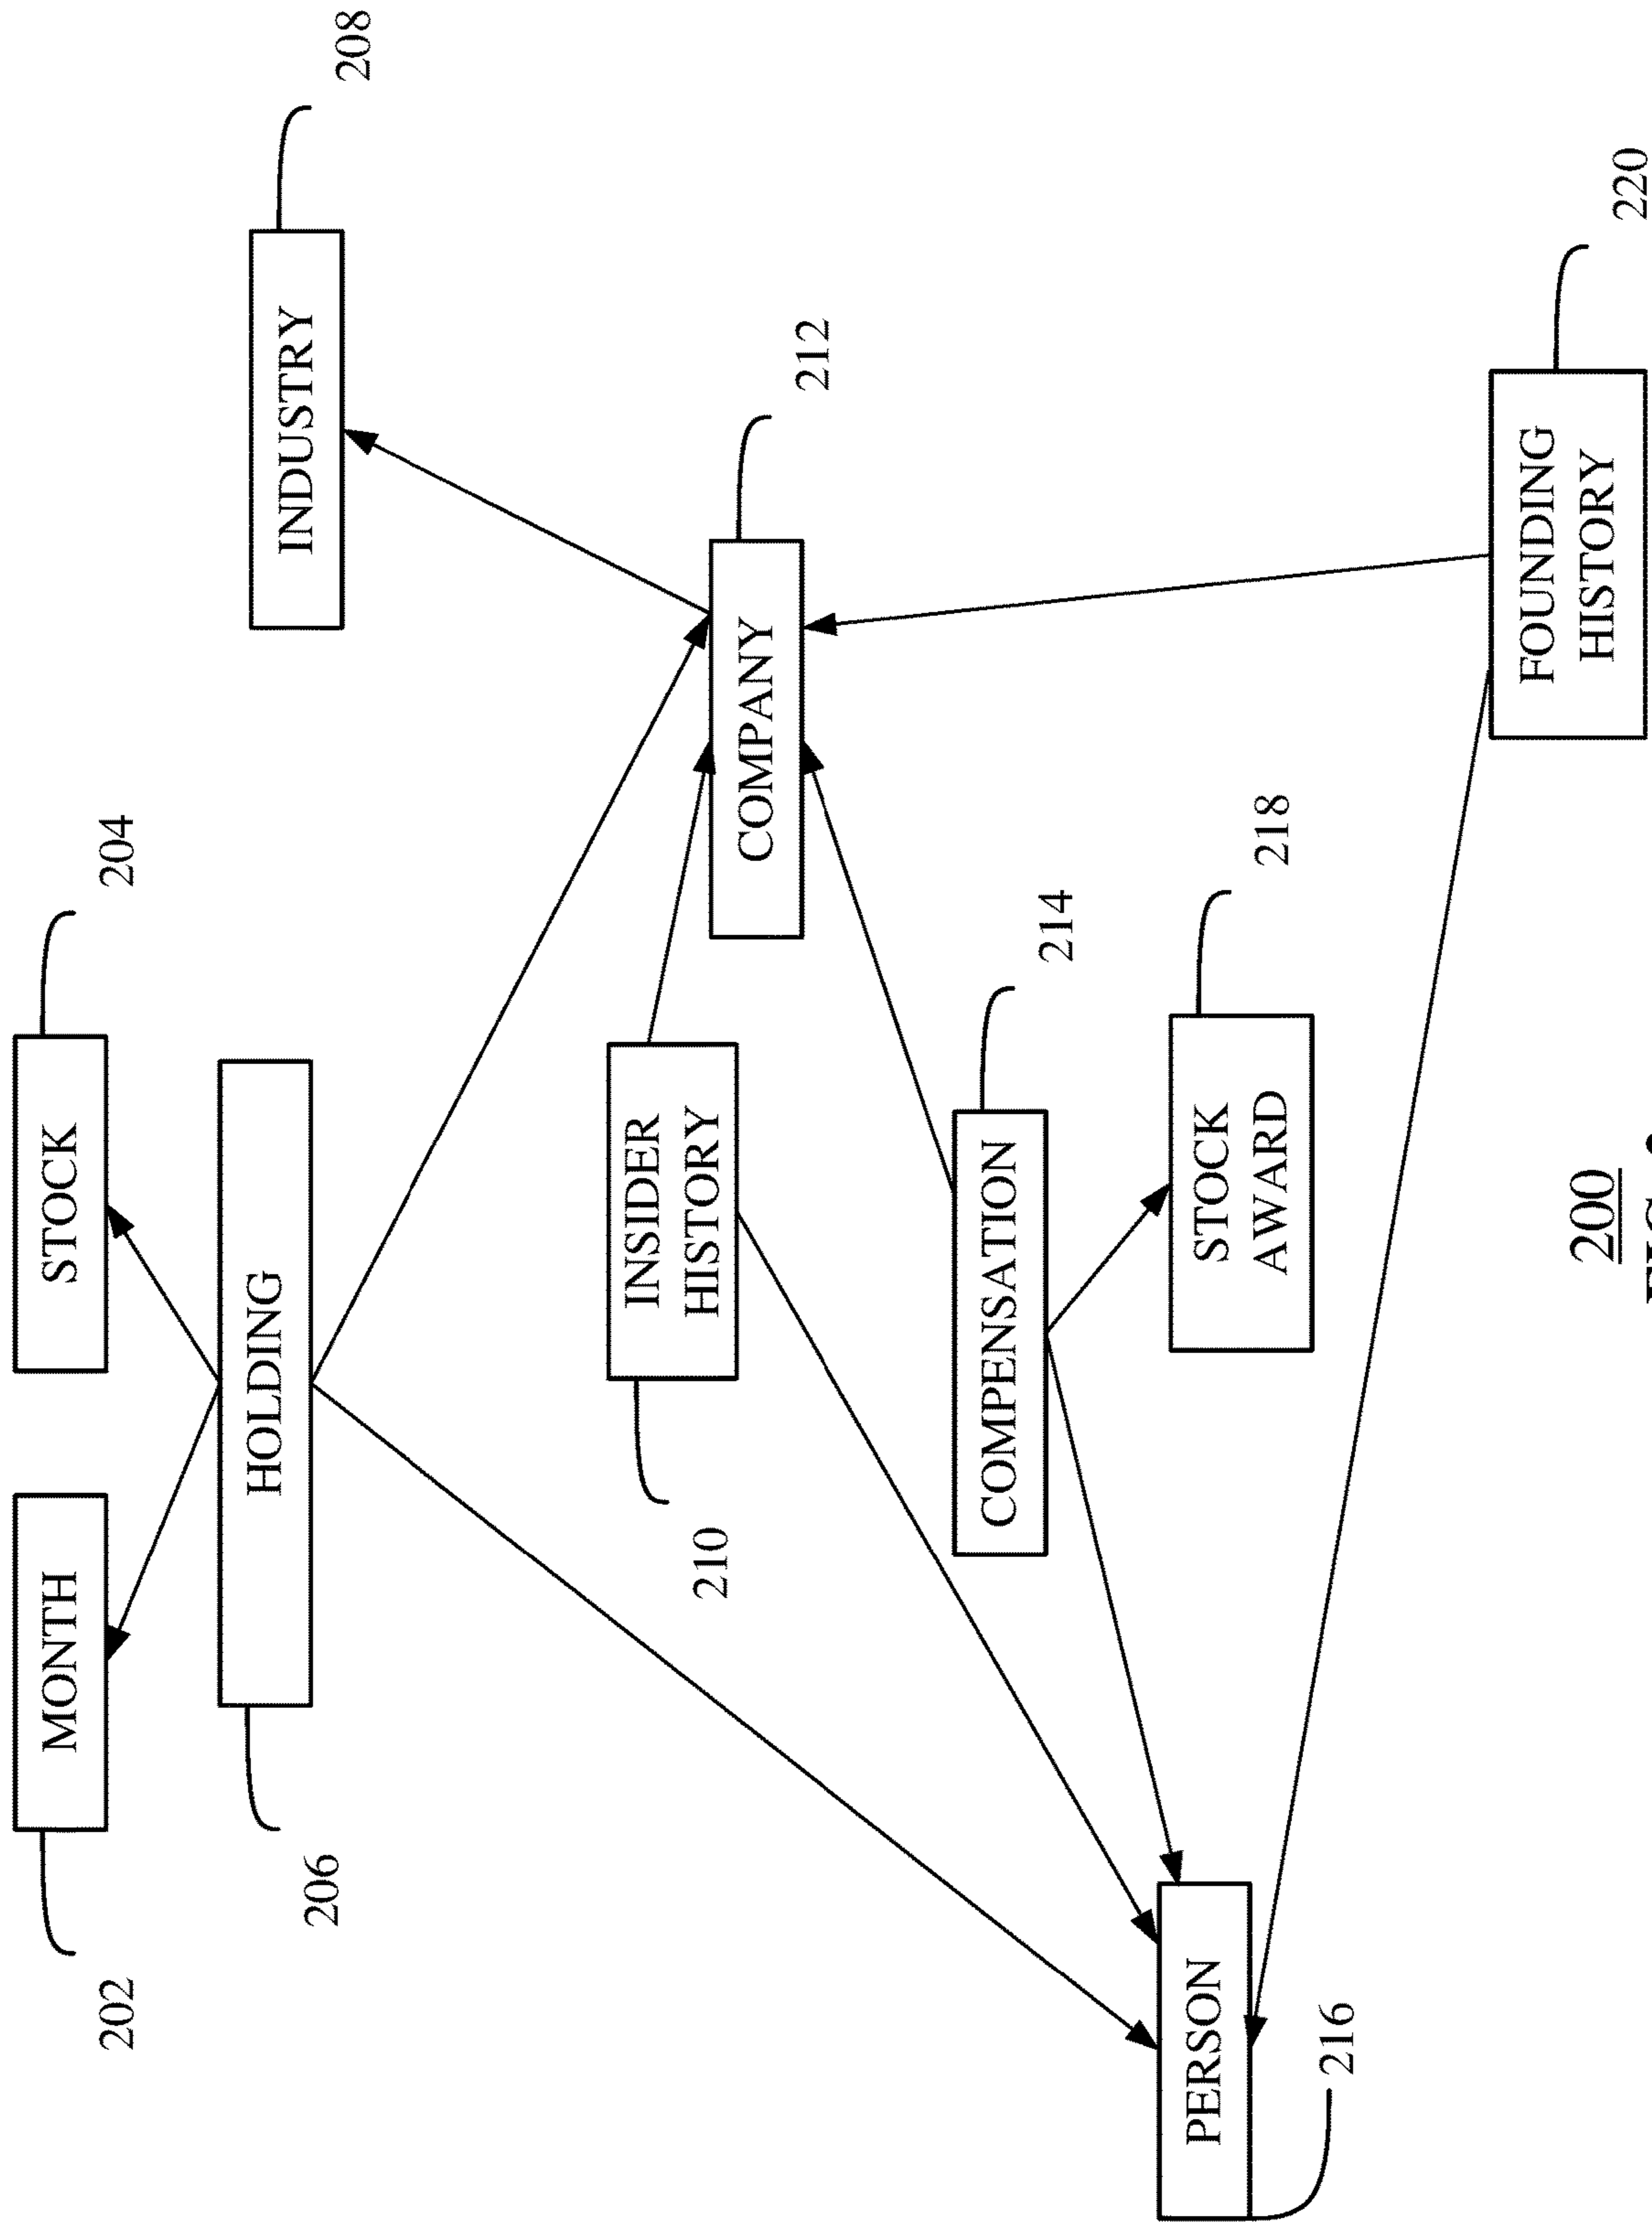 MONTH
STOCK
202
204
HOLDING
INDUSTRY
206
208
INSIDER
HISTORY
210
COMPANY
212
COMPENSATION
214
PERSON
STOCK
AWARD
218
216
FOUNDING
HISTORY
220
200